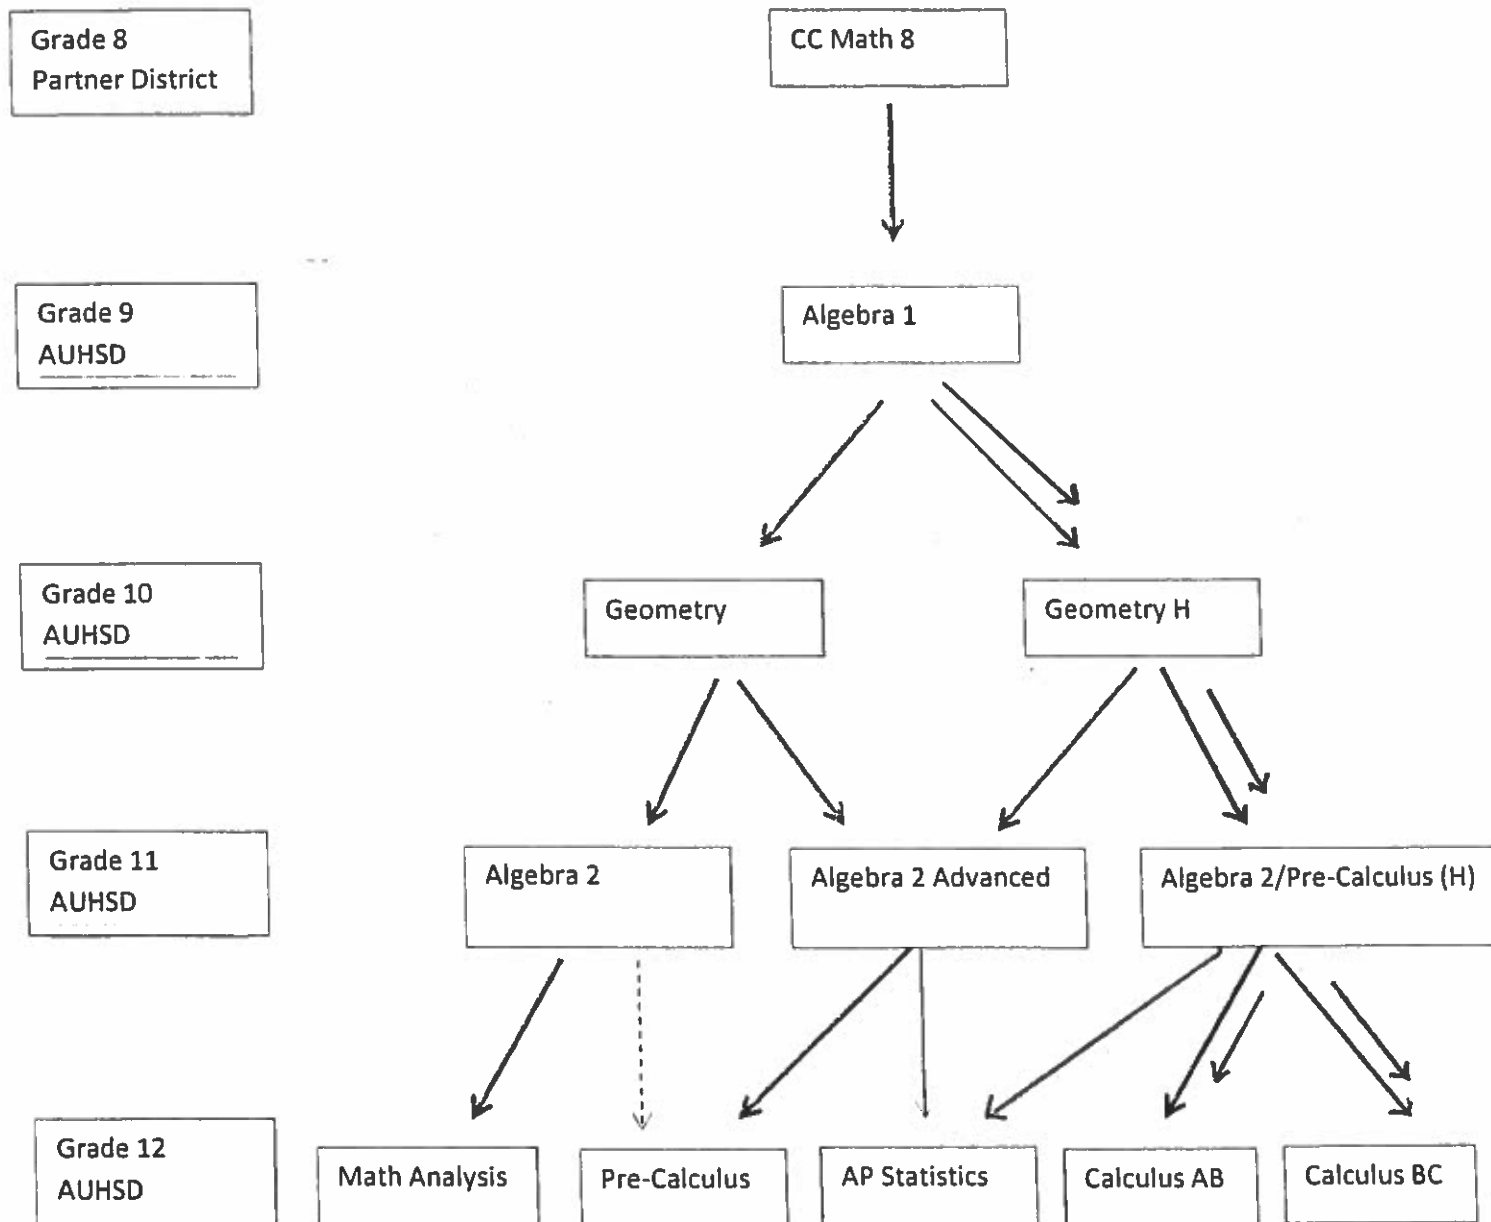 Grade 8
Partner District
CC Math 8
Grade 9
AUHSD
Algebra 1
Grade 10
AUHSD
Geometry
Geometry H
Grade 11
AUHSD
Algebra 2
Algebra 2 Advanced
Algebra 2/Pre-Calculus (H)
Grade 12
AUHSD
Math Analysis
Pre-Calculus
AP Statistics
Calculus AB
Calculus BC